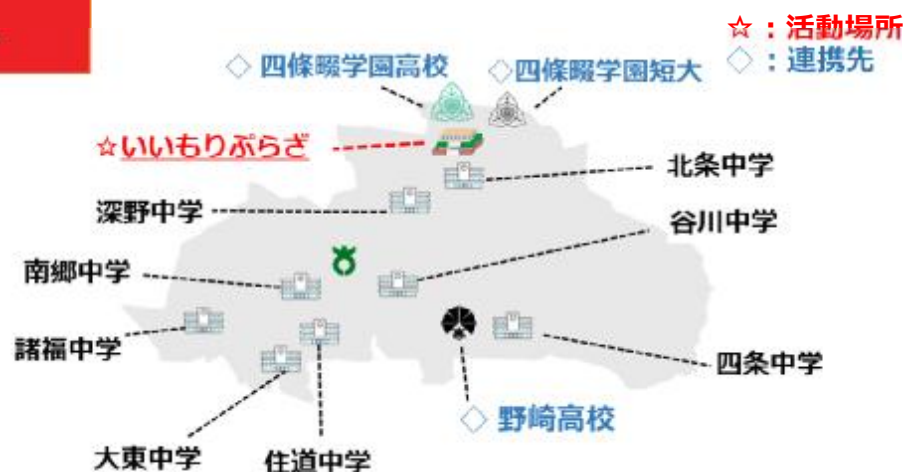 ☆：活動場所
◇：連携先
◇ 四條畷学園高校
◇四條畷学園短大
☆いいもりぷらざ
北条中学
深野中学
谷川中学
南郷中学
諸福中学
四条中学
◇ 野崎高校
大東中学
住道中学